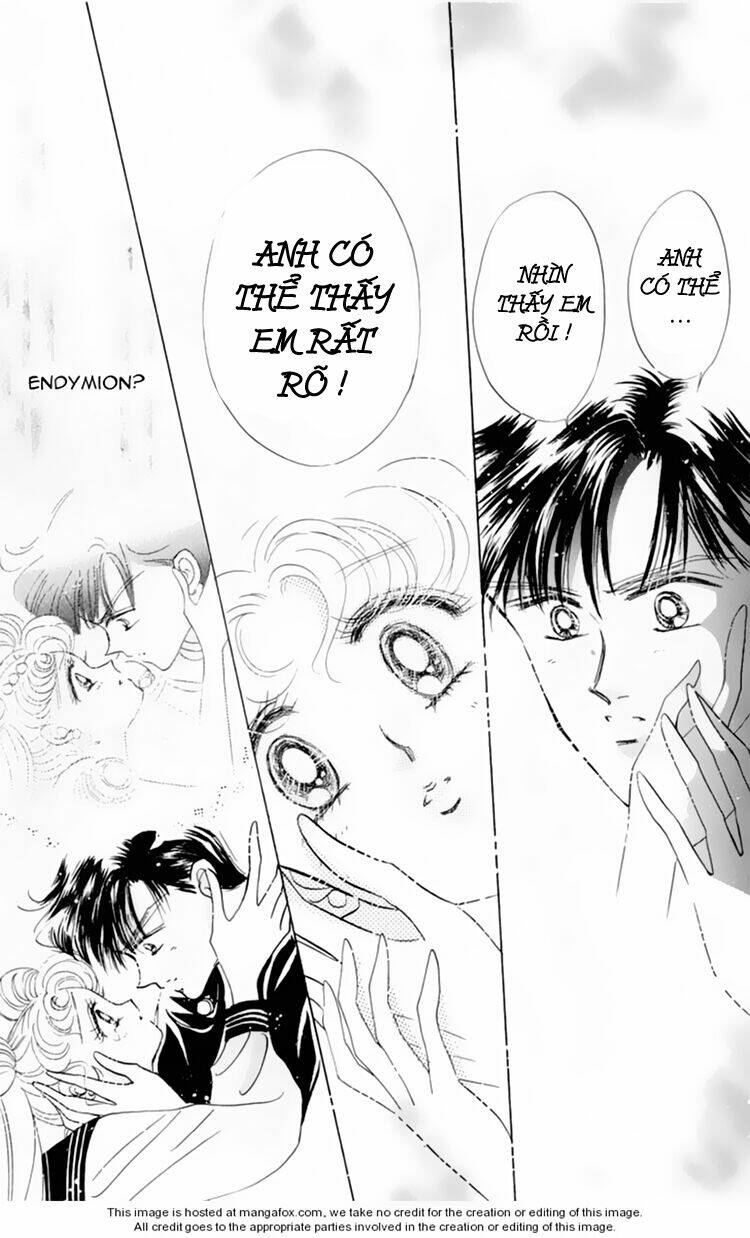 ANH
CÓ THỂ
...
NHÌN
THẤY EM
RỒI !
ANH CÓ
THỂ THẤY
EM RẤT
RÕ !
ENDYMION?
This image is hosted at mangafox.com, we take no credit for the creation or editing of this image.
All credit goes to the appropriate parties involved in the creation or editing of this image.